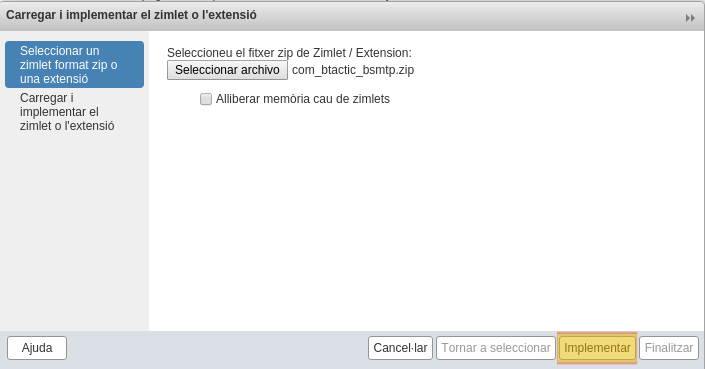 Carregar i implementar el zimlet o l'extensió
Seleccionar un
zimlet format zip o
una extensió
Carregar i
implementar el
zimlet o l'extensió
Seleccioneu el fitxer zip de Zimlet / Extension:
Seleccionar archivo com_btactic_bsmtp.zip
Alliberar memòria cau de zimlets
Ajuda Cancel·lar Tornar a seleccionar Implementar Finalitzar